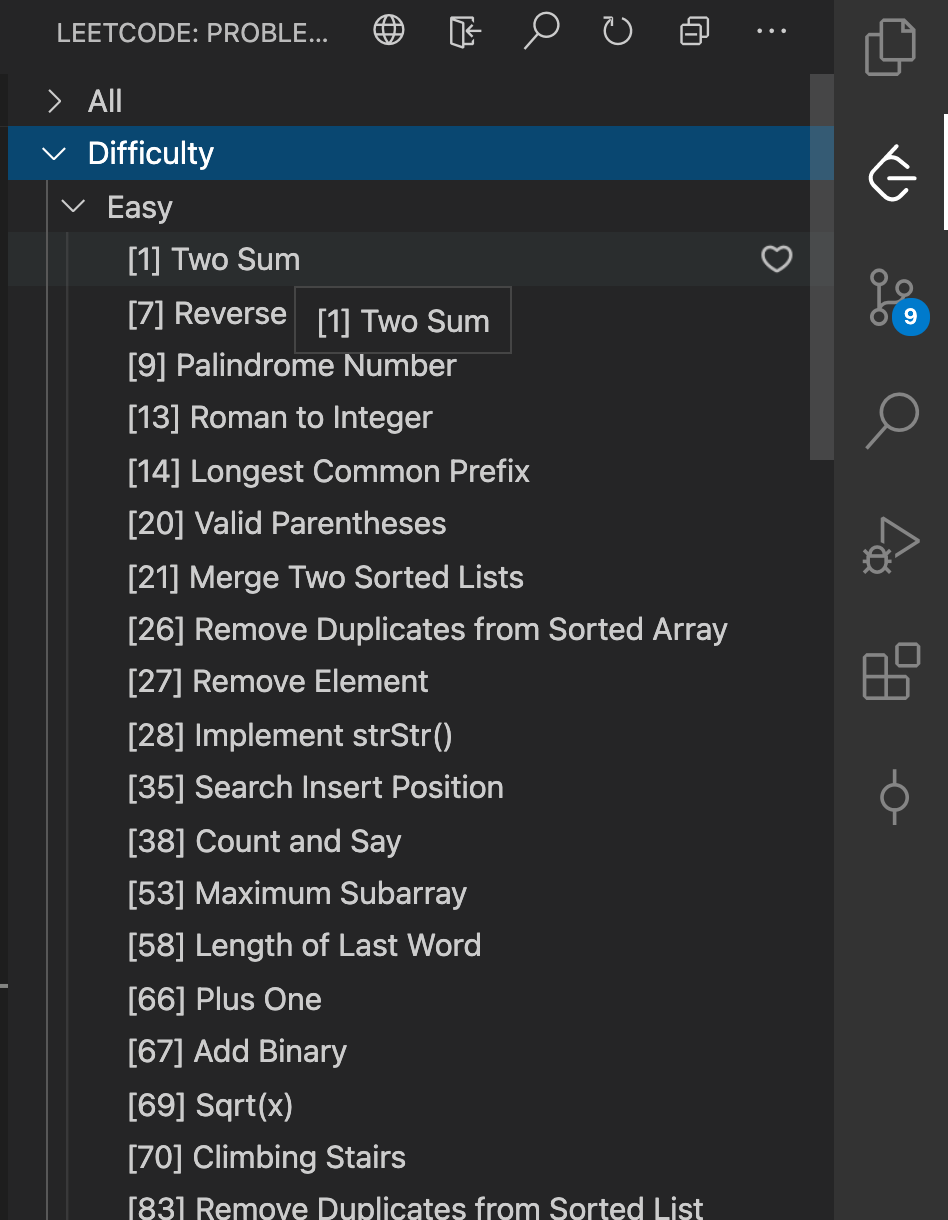 LEETCODE: PROBLE...
All
Difficulty
Easy
[1] Two Sum
[7] Reverse
[1] Two Sum
[9] Palindrome Number
[13] Roman to Integer
[14] Longest Common Prefix
[20] Valid Parentheses
[21] Merge Two Sorted Lists
[26] Remove Duplicates from Sorted Array
[27] Remove Element
[28] Implement strStr()
[35] Search Insert Position
[38] Count and Say
[53] Maximum Subarray
[58] Length of Last Word
[66] Plus One
[67] Add Binary
[69] Sqrt(x)
[70] Climbing Stairs
[83] Remove Duplicates from Sorted List
9